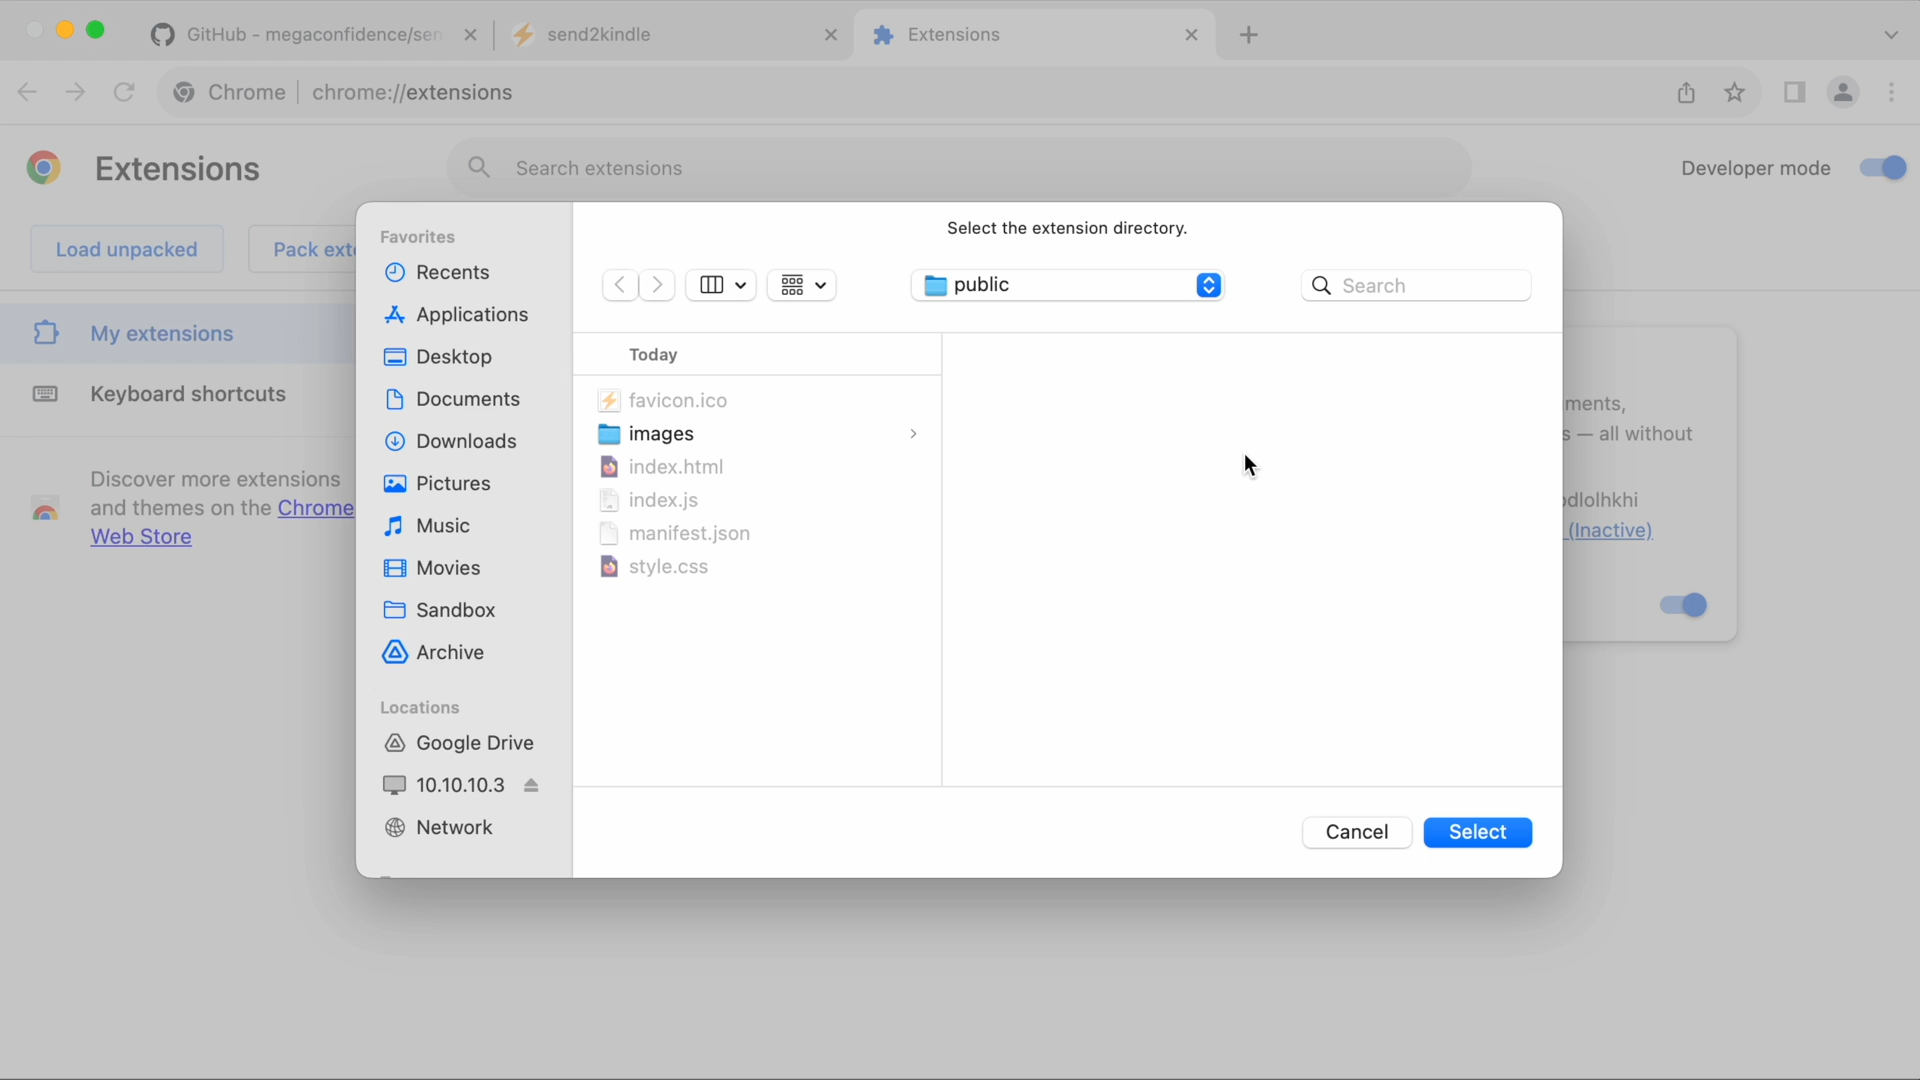 GitHub - megaconfidence/sen
send2kindle
Extensions
Chrome
chrome://extensions
Extensions
Search extensions
Developer mode
Load unpacked
Pack exte
My extensions
Keyboard shortcuts
Discover more extensions
and themes on the Chrome
Web Store
Favorites
Recents
Applications
Desktop
Documents
Downloads
Pictures
Music
Movies
Sandbox
Archive
Locations
Google Drive
10.10.10.3
Network
Select the extension directory.
public
Search
Today
favicon.ico
images
index.html
index.js
manifest.json
style.css
Cancel
Select
ments,
s — all without
odlolhkhi
(Inactive)